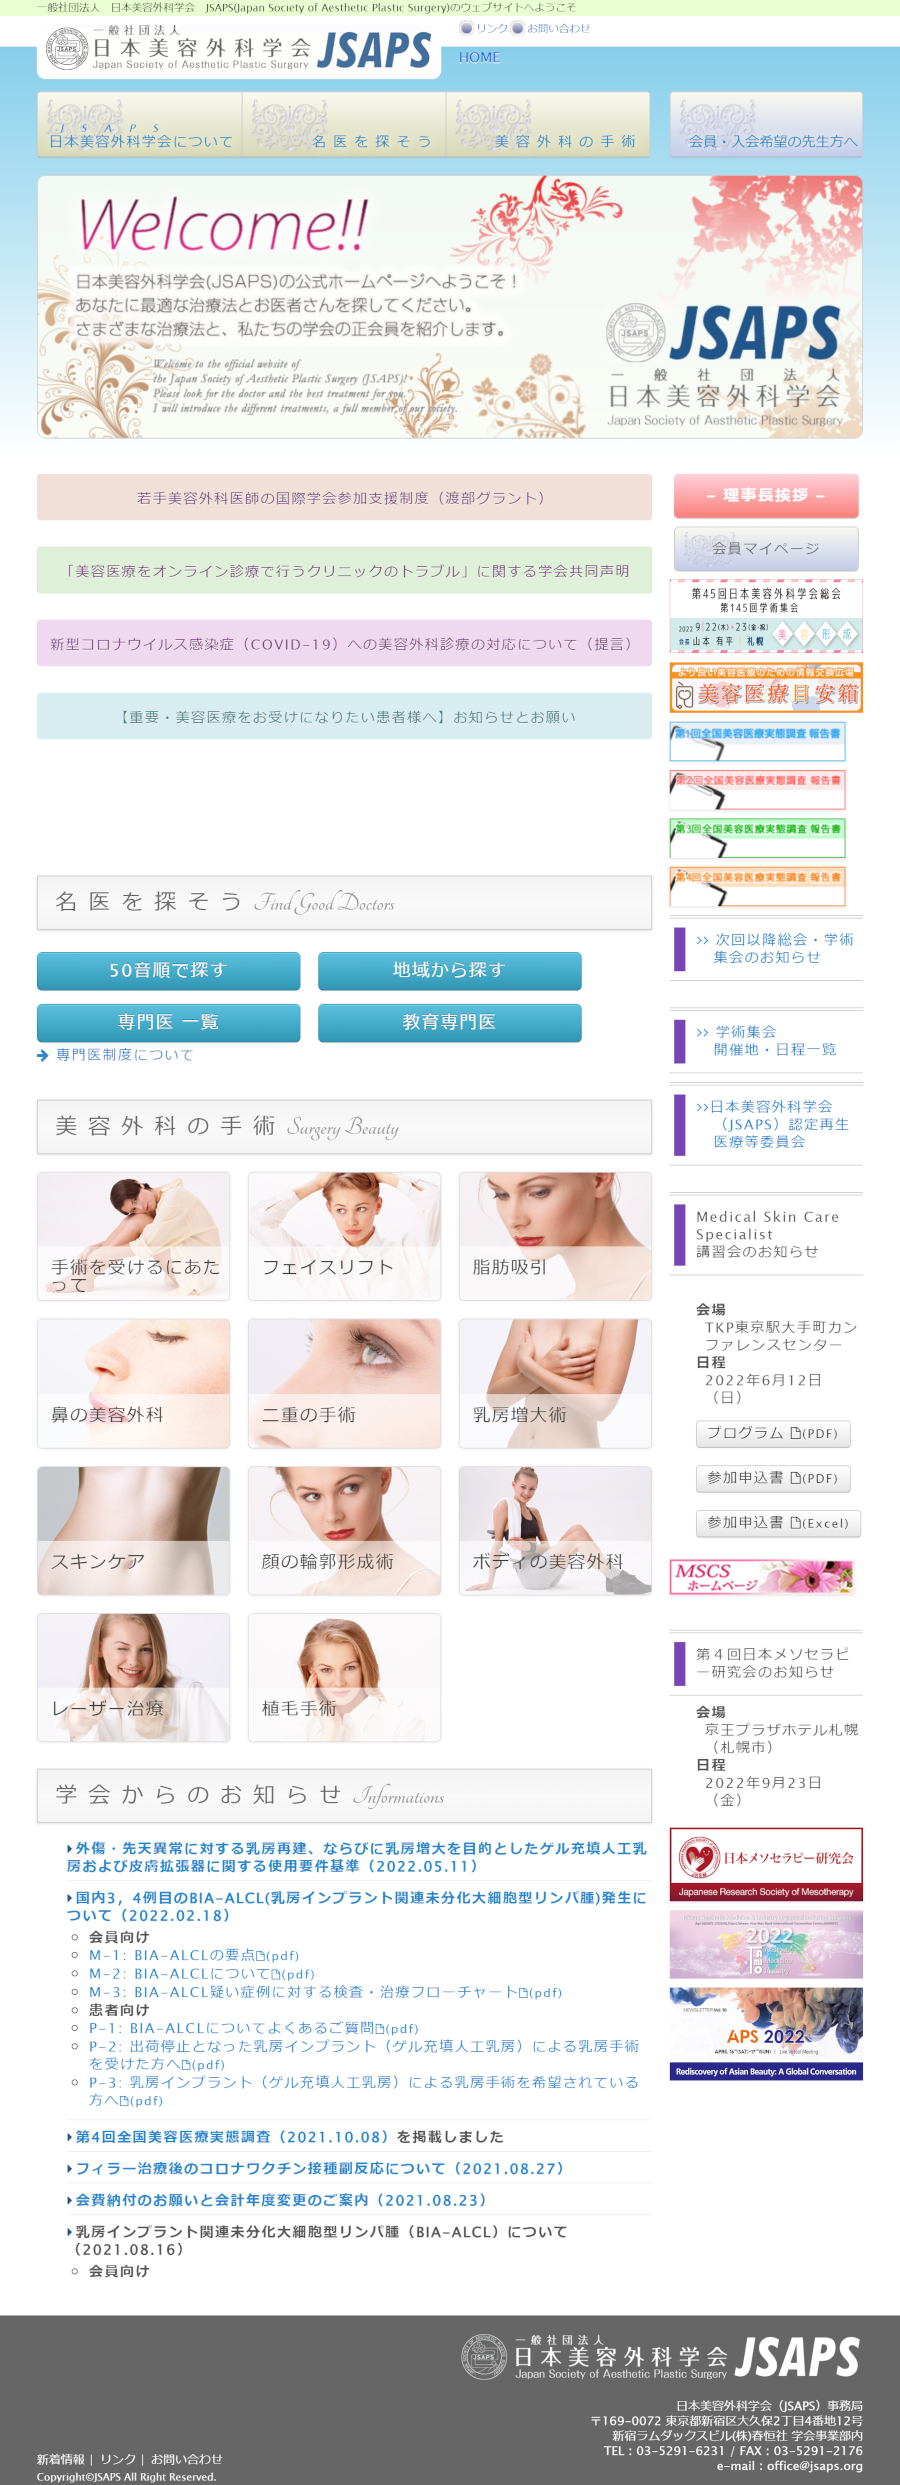 一般社団法人　日本美容外科学会　JSAPS(Japan Society of Aesthetic Plastic Surgery)のウェブサイトへようこそ
一般社団法人
日本美容外科学会 JSAPS
Japan Society of Aesthetic Plastic Surgery
リンク お問い合わせ
HOME
JSAPS
日本美容外科学会について
名医を探そう
美容外科の手術
会員・入会希望の先生方へ
Welcome!!
日本美容外科学会(JSAPS)の公式ホームページへようこそ！
あなたに最適な治療法とお医者さんを探してください。
さまざまな治療法と、私たちの学会の正会員を紹介します。
Welcome to the official website of
the Japan Society of Aesthetic Plastic Surgery (JSAPS)!
Please look for the doctor and the best treatment for you."
I will introduce the different treatments, a full member of our society.
JSAPS
一般社団法人
日本美容外科学会
Japan Society of Aesthetic Plastic Surgery
若手美容外科医師の国際学会参加支援制度（渡部グラント）
「美容医療をオンライン診療で行うクリニックのトラブル」に関する学会共同声明
新型コロナウイルス感染症（COVID-19）への美容外科診療の対応について（提言）
【重要・美容医療をお受けになりたい患者様へ】お知らせとお願い
名医を探そう Find Good Doctors
50音順で探す
地域から探す
専門医 一覧
教育専門医
専門医制度について
美容外科の手術 Surgery Beauty
手術を受けるにあた
って
フェイスリフト
脂肪吸引
鼻の美容外科
二重の手術
乳房増大術
スキンケア
顔の輪郭形成術
ボディの美容外科
レーザー治療
植毛手術
学会からのお知らせ Informations
外傷・先天異常に対する乳房再建、ならびに乳房増大を目的としたゲル充填人工乳
房および皮膚拡張器に関する使用要件基準（2022.05.11）
国内3，4例目のBIA-ALCL(乳房インプラント関連未分化大細胞型リンパ腫)発生に
ついて（2022.02.18）
会員向け
M-1: BIA-ALCLの要点(pdf)
M-2: BIA-ALCLについて(pdf)
M-3: BIA-ALCL疑い症例に対する検査・治療フローチャート(pdf)
患者向け
P-1: BIA-ALCLについてよくあるご質問(pdf)
P-2: 出荷停止となった乳房インプラント（ゲル充填人工乳房）による乳房手術
を受けた方へ(pdf)
P-3: 乳房インプラント（ゲル充填人工乳房）による乳房手術を希望されている
方へ(pdf)
第4回全国美容医療実態調査（2021.10.08）を掲載しました
フィラー治療後のコロナワクチン接種副反応について（2021.08.27）
会費納付のお願いと会計年度変更のご案内（2021.08.23）
乳房インプラント関連未分化大細胞型リンパ腫（BIA-ALCL）について
（2021.08.16）
会員向け
– 理事長挨拶 –
会員マイページ
第45回日本美容外科学会総会
第145回学術集会
2022 9/22(木)・23(金・祝)
会長 山本 有平 札幌
美容形成
より良い美容医療のための情報交換広場
美容医療目安箱
第1回全国美容医療実態調査 報告書
第2回全国美容医療実態調査 報告書
第3回全国美容医療実態調査 報告書
第4回全国美容医療実態調査 報告書
>> 次回以降総会・学術
集会のお知らせ
>> 学術集会
開催地・日程一覧
>>日本美容外科学会
（JSAPS）認定再生
医療等委員会
Medical Skin Care
Specialist
講習会のお知らせ
会場
TKP東京駅大手町カン
ファレンスセンター
日程
2022年6月12日
（日）
プログラム (PDF)
参加申込書 (PDF)
参加申込書 (Excel)
MSCS
ホームページ
第４回日本メソセラピ
ー研究会のお知らせ
会場
京王プラザホテル札幌
（札幌市）
日程
2022年9月23日
（金）
日本メソセラピー研究会
Japanese Research Society of Mesotherapy
2022
NEWSLETTER Vol. 10
APS 2022
APRIL 16th(SAT)-17th(SUN) | Live Virtual Meeting
Rediscovery of Asian Beauty: A Global Conversation
一般社団法人
日本美容外科学会 JSAPS
Japan Society of Aesthetic Plastic Surgery
日本美容外科学会（JSAPS）事務局
〒169-0072 東京都新宿区大久保2丁目4番地12号
新宿ラムダックスビル(株)春恒社 学会事業部内
TEL : 03-5291-6231 / FAX : 03-5291-2176
e-mail : office@jsaps.org
新着情報 | リンク | お問い合わせ
Copyright©JSAPS All Right Reserved.